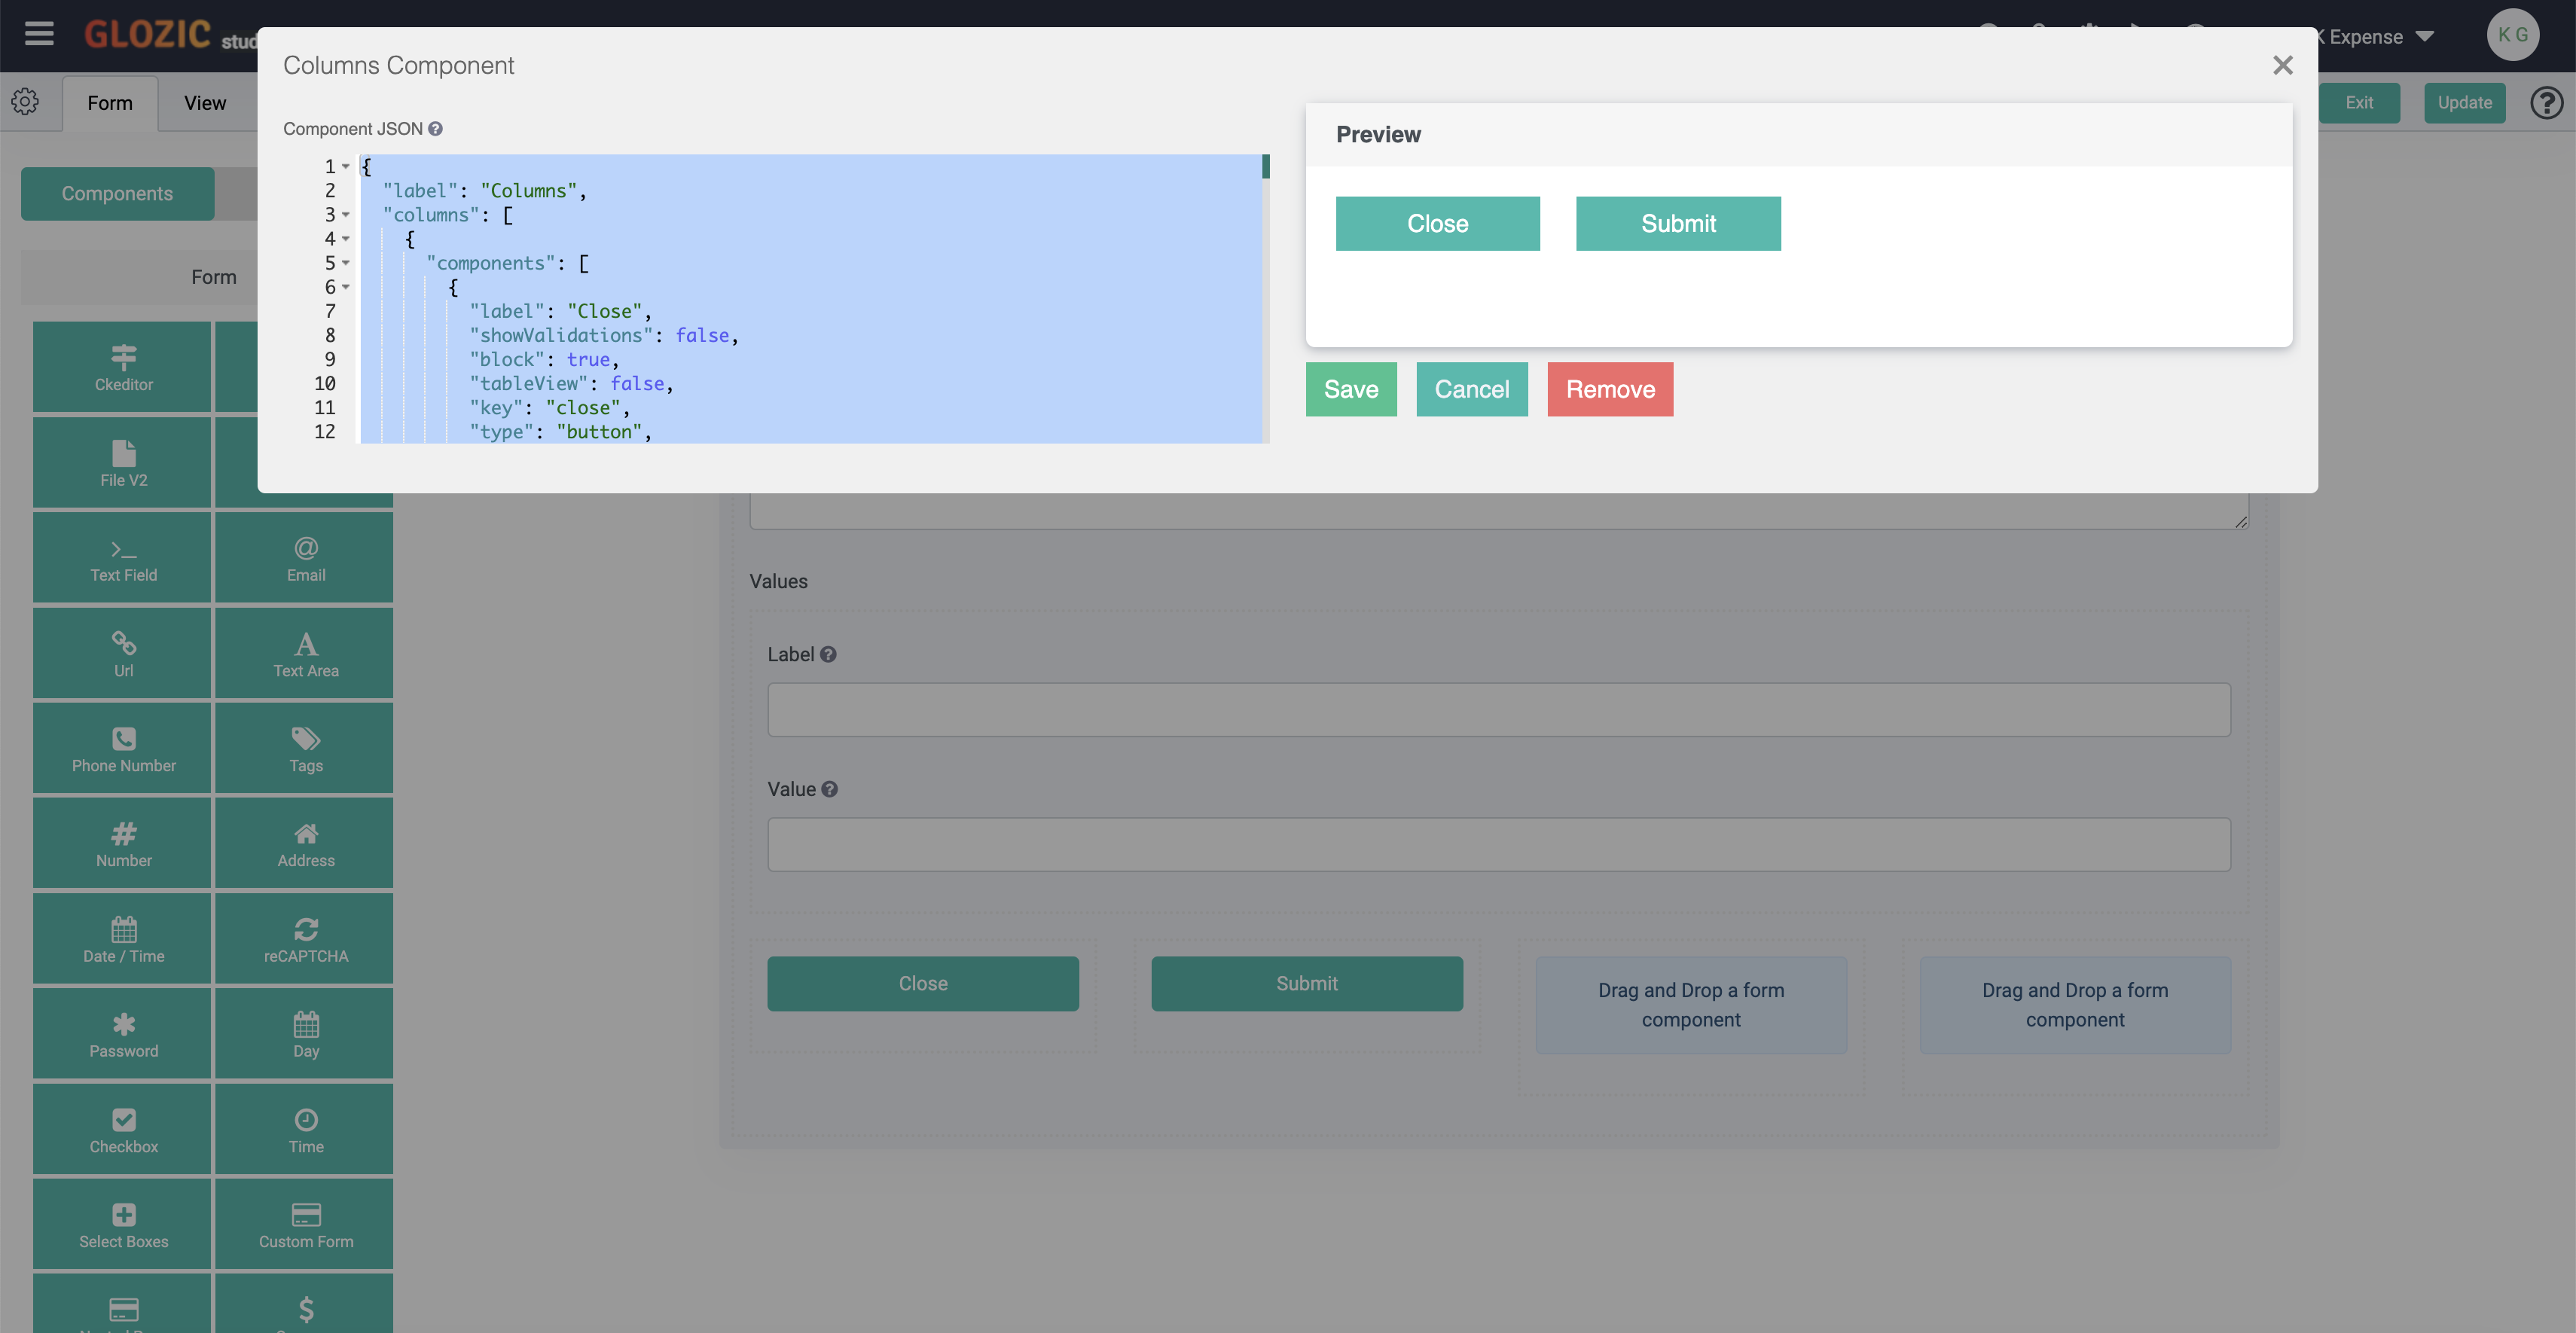 GLOZIC
K Expense
K G
Form
View
Exit
Update
Columns Component
Component JSON
1 {
2 "label": "Columns",
3 "columns": [
4 {
5 "components": [
6 {
7 "label": "Close",
8 "showValidations": false,
9 "block": true,
10 "tableView": false,
11 "key": "close",
12 "type": "button",
Preview
Close
Submit
Save
Cancel
Remove
Components
Form
Ckeditor
File V2
Text Field
Email
Url
Text Area
Phone Number
Tags
Number
Address
Date / Time
reCAPTCHA
Password
Day
Checkbox
Time
Select Boxes
Custom Form
Values
Label
Value
Close
Submit
Drag and Drop a form
component
Drag and Drop a form
component